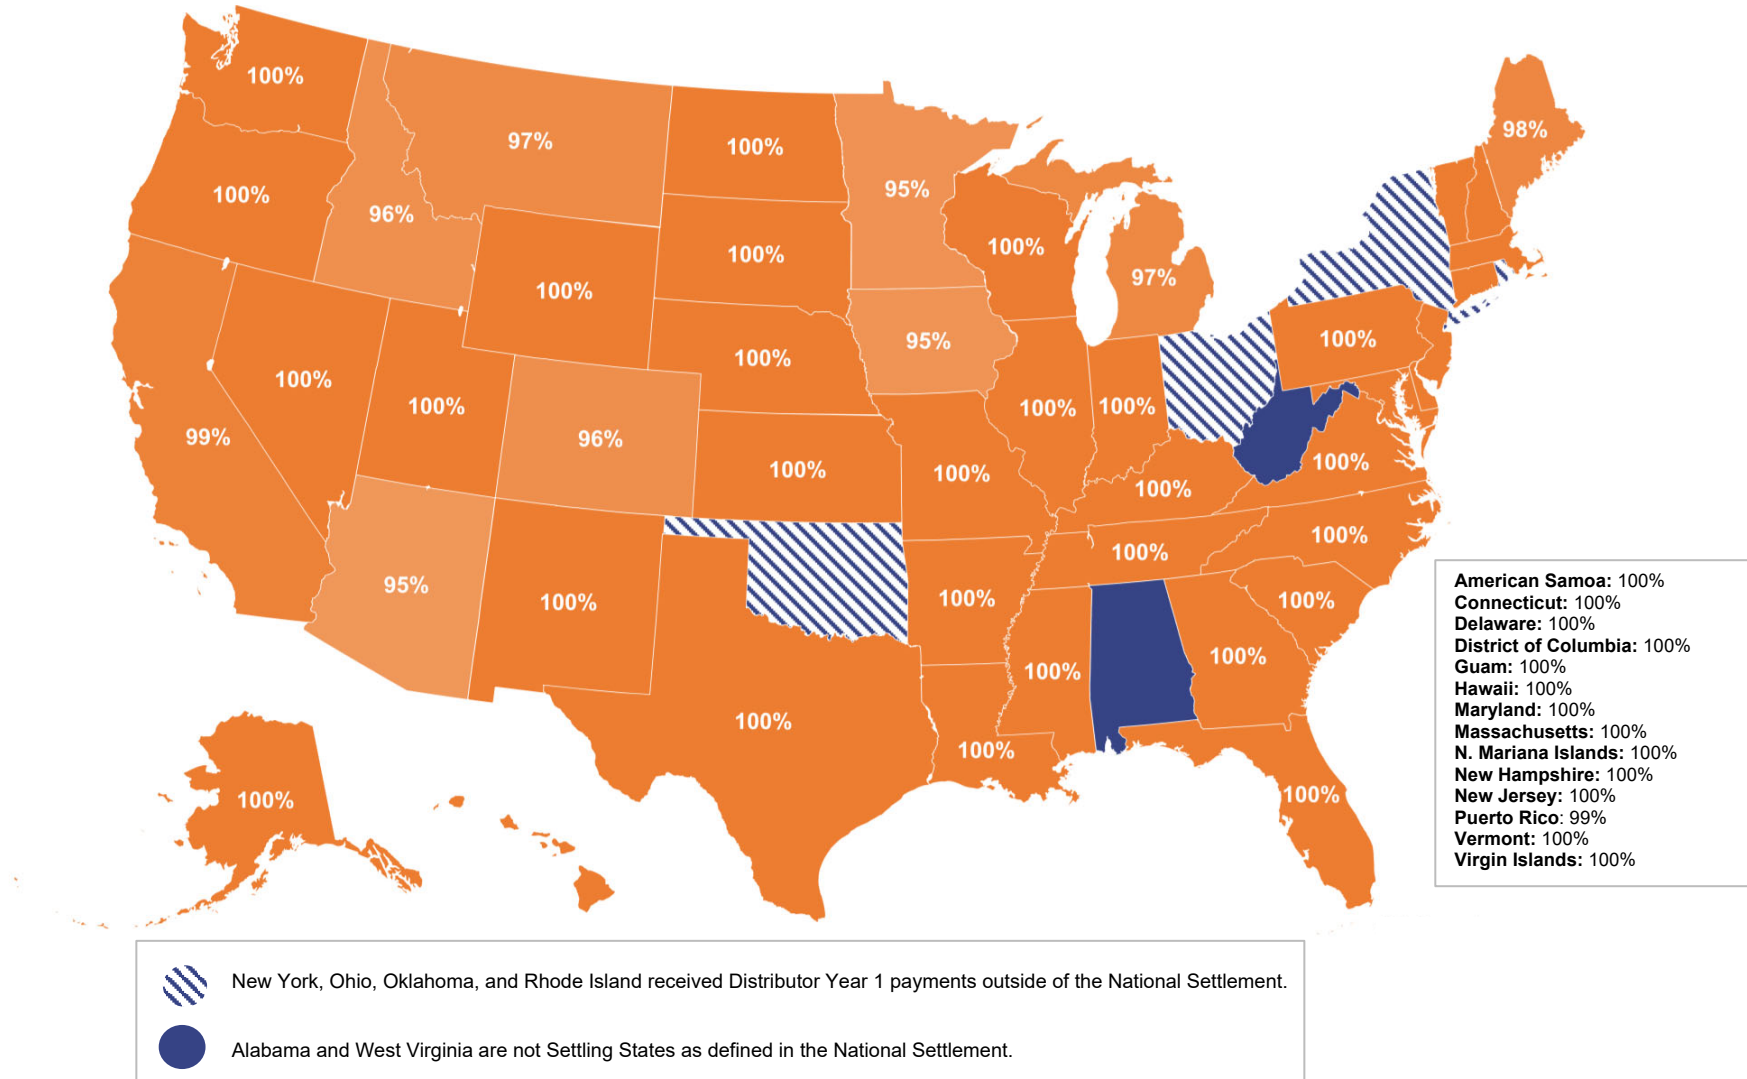 100%
98%
97%
100%
100%
95%
96%
100%
100%
97%
100%
100%
100%
100%
95%
100%
100%
100%
99%
96%
100%
100%
100%
100%
100%
100%
100%
100%
95%
100%
100%
100%
100%
100%
100%
100%
100%
100%
American Samoa: 100%
Connecticut: 100%
Delaware: 100%
District of Columbia: 100%
Guam: 100%
Hawaii: 100%
Maryland: 100%
Massachusetts: 100%
N. Mariana Islands: 100%
New Hampshire: 100%
New Jersey: 100%
Puerto Rico: 99%
Vermont: 100%
Virgin Islands: 100%
New York, Ohio, Oklahoma, and Rhode Island received Distributor Year 1 payments outside of the National Settlement.
Alabama and West Virginia are not Settling States as defined in the National Settlement.